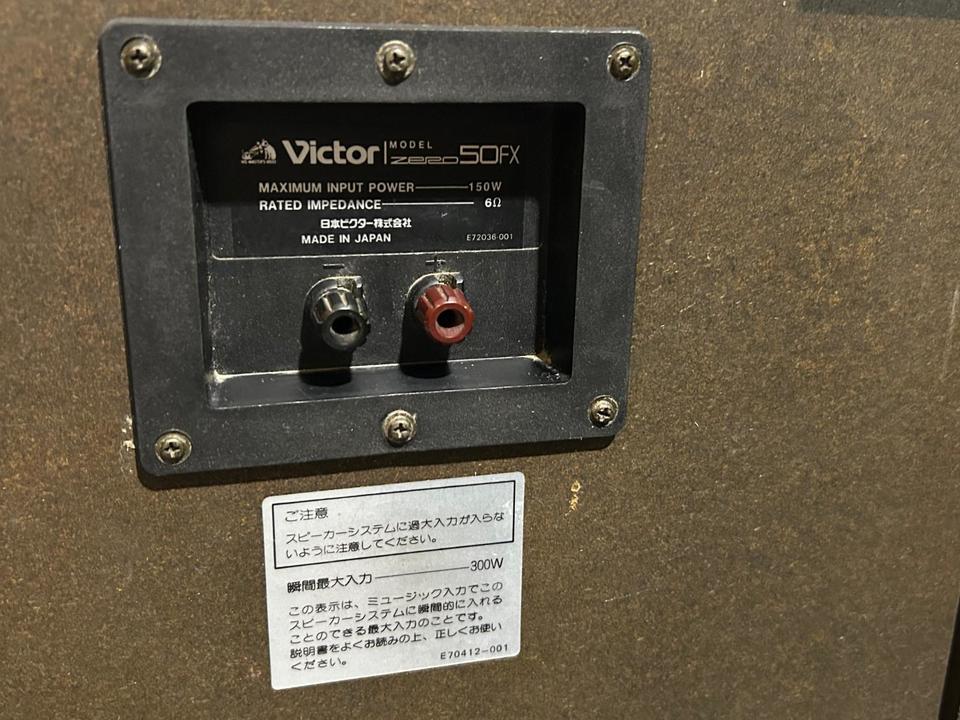 Victor MODEL ZERO 50FX
MAXIMUM INPUT POWER 150W
RATED IMPEDANCE 6Ω
日本ビクター株式会社
MADE IN JAPAN E72036-001
− +
ご注意
スピーカーシステムに過大入力が入らな
いように注意してください。
瞬間最大入力 300W
この表示は、ミュージック入力でこの
スピーカーシステムに瞬間的に入れる
ことのできる最大入力のことです。
説明書をよくお読みの上、正しくお使い
ください。
E70412-001